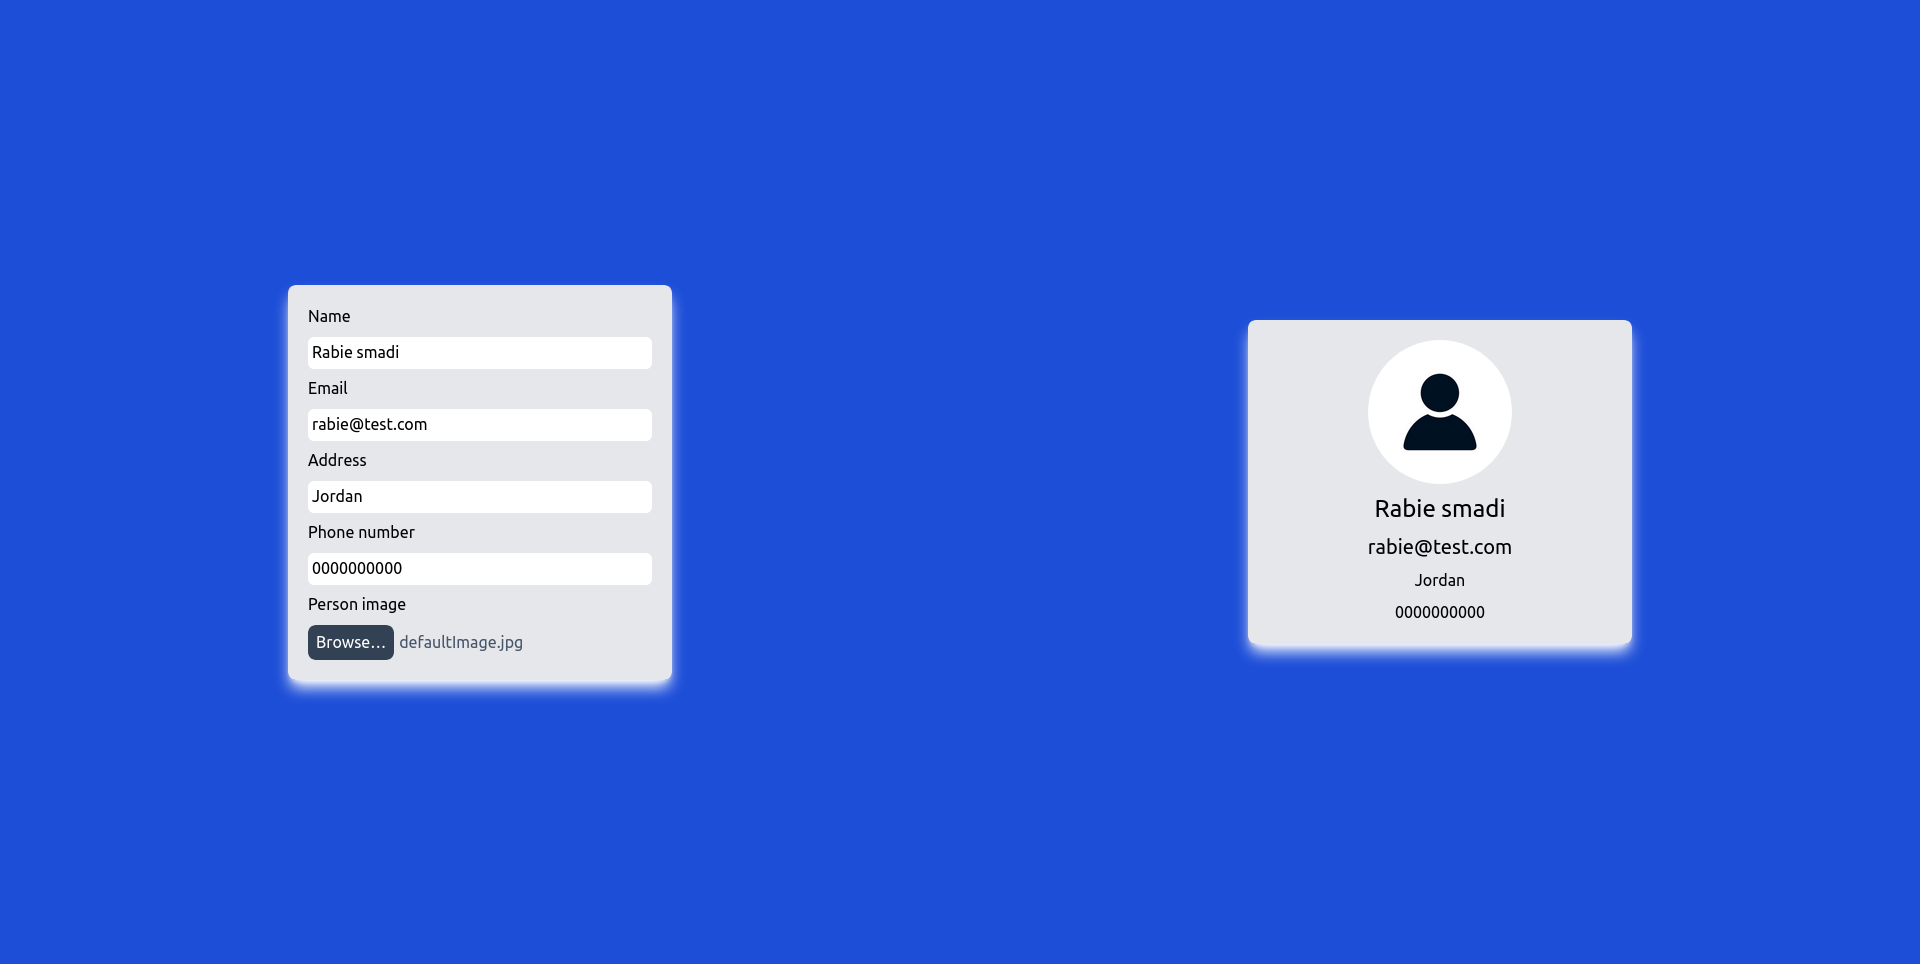 Name
Rabie smadi
Email
rabie@test.com
Address
Jordan
Phone number
0000000000
Person image
Browse... defaultImage.jpg
Rabie smadi
rabie@test.com
Jordan
0000000000